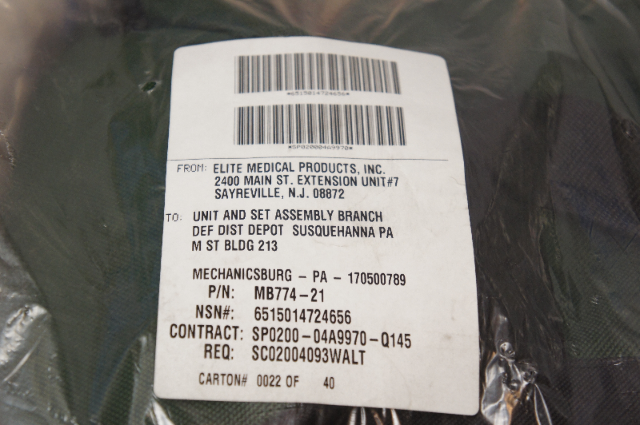 *6515014724656*
*SP02000469970*
FROM: ELITE MEDICAL PRODUCTS, INC.
2400 MAIN ST. EXTENSION UNIT#7
SAYREVILLE, N.J. 08872
TO: UNIT AND SET ASSEMBLY BRANCH
DEF DIST DEPOT SUSQUEHANNA PA
M ST BLDG 213
MECHANICSBURG - PA - 170500789
P/N: MB774-21
NSN#: 6515014724656
CONTRACT: SP0200-04A9970-Q145
REQ: SC02004093WALT
CARTON# 0022 OF 40